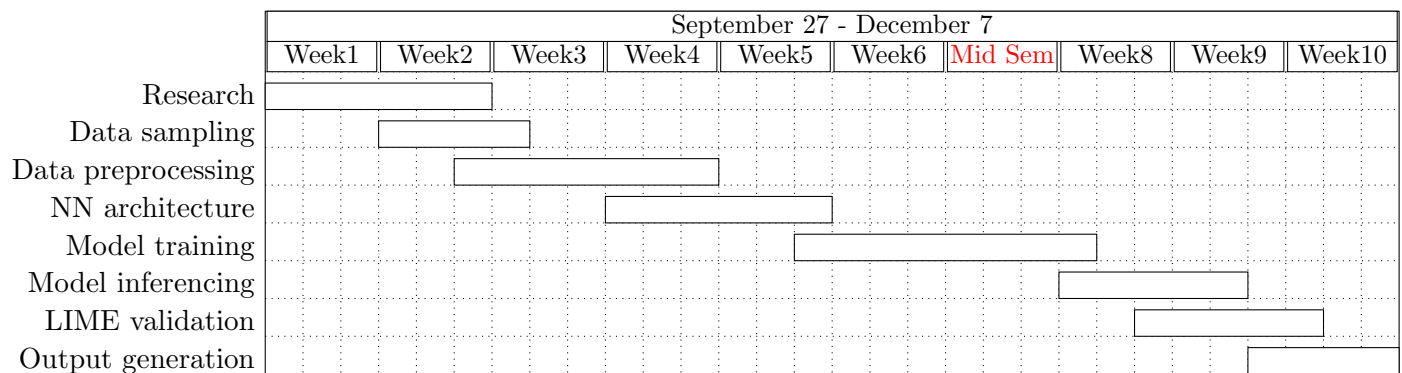 September 27 - December 7
Week1 Week2 Week3 Week4 Week5 Week6 Mid Sem Week8 Week9 Week10
Research
Data sampling
Data preprocessing
NN architecture
Model training
Model inferencing
LIME validation
Output generation